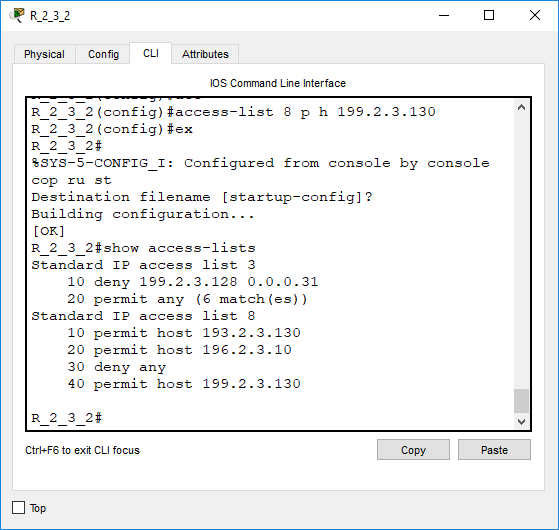 R_2_3_2
Physical Config CLI Attributes
IOS Command Line Interface
R_2_3_2(config)#access-list 8 p h 199.2.3.130
R_2_3_2(config)#ex
R_2_3_2#
%SYS-5-CONFIG_I: Configured from console by console
cop ru st
Destination filename [startup-config]?
Building configuration...
[OK]
R_2_3_2#show access-lists
Standard IP access list 3
    10 deny 199.2.3.128 0.0.0.31
    20 permit any (6 match(es))
Standard IP access list 8
    10 permit host 193.2.3.130
    20 permit host 196.2.3.10
    30 deny any
    40 permit host 199.2.3.130
R_2_3_2#
Ctrl+F6 to exit CLI focus Copy Paste
Top